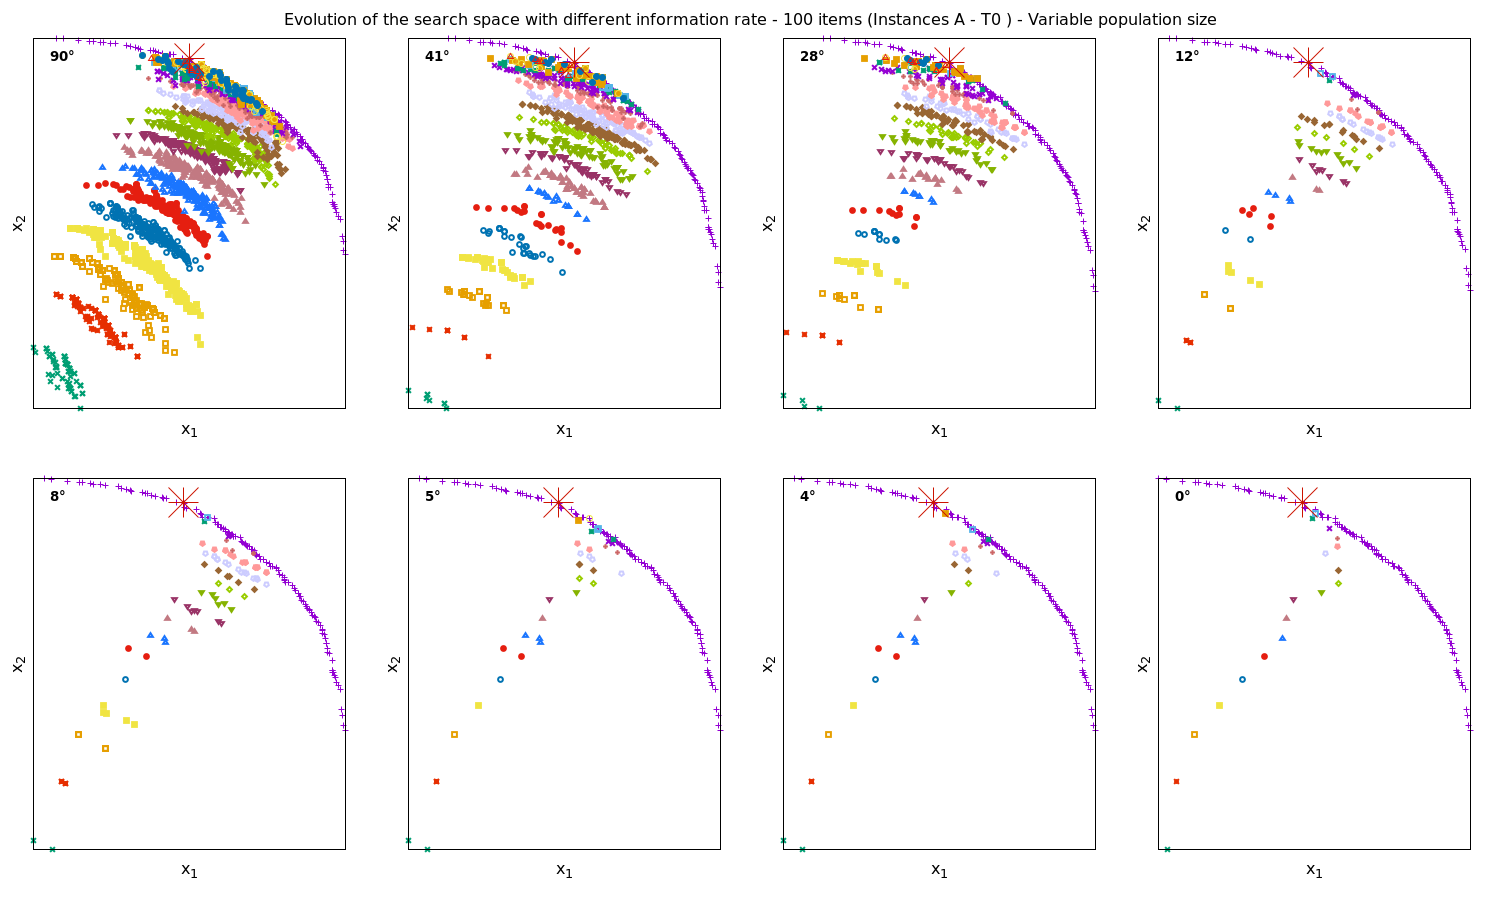 Evolution of the search space with different information rate - 100 items (Instances A - T0 ) - Variable population size
90°
41°
28°
12°
x2
x2
x2
x2
x1
x1
x1
x1
8°
5°
4°
0°
x2
x2
x2
x2
x1
x1
x1
x1